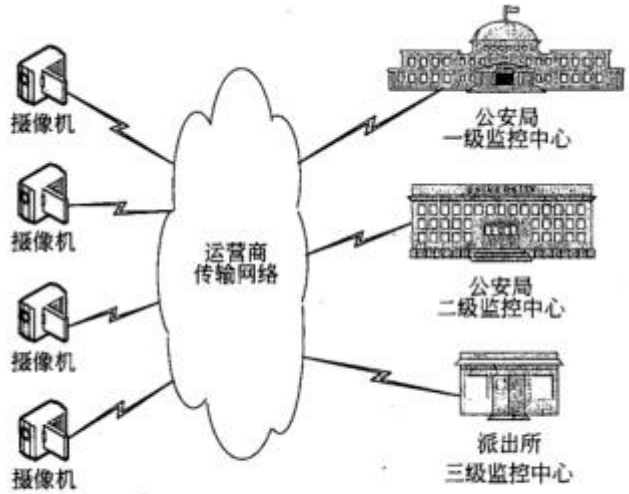 摄像机
摄像机
摄像机
摄像机
运营商
传输网络
公安局
一级监控中心
公安局
二级监控中心
派出所
三级监控中心